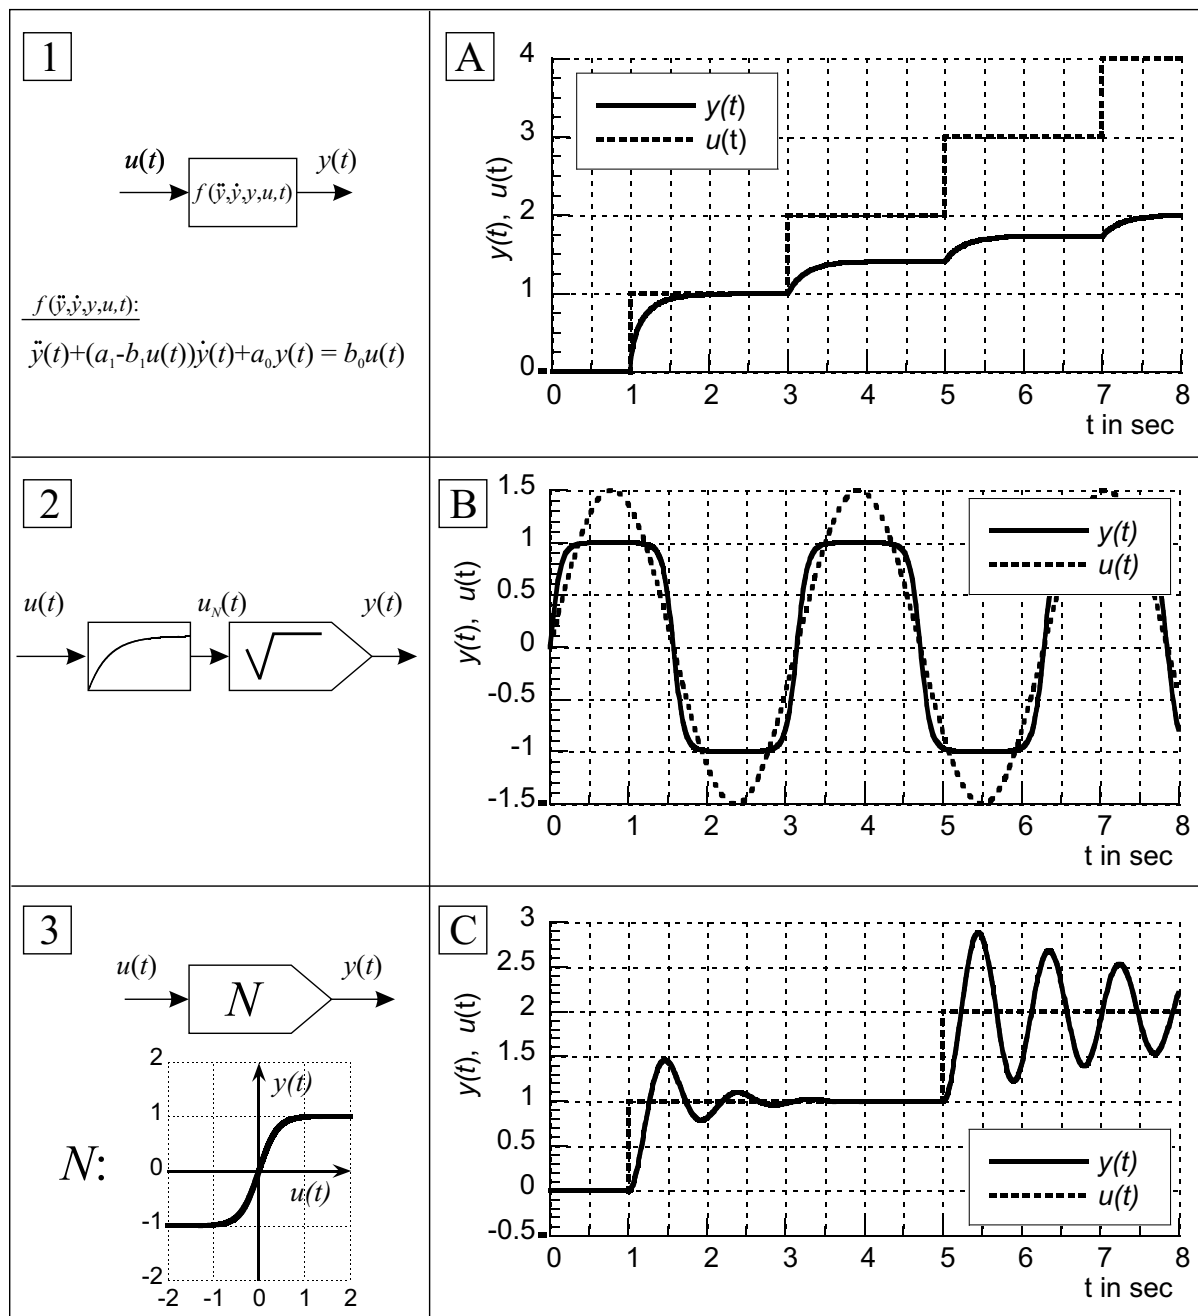 1
u(t)
y(t)
f(ÿ,ẏ,y,u,t)
f(ÿ,ẏ,y,u,t):
ÿ(t)+(a₁-b₁u(t))ẏ(t)+a₀y(t) = b₀u(t)
A
y(t), u(t)
4
3
2
1
0
y(t)
u(t)
0 1 2 3 4 5 6 7 8
t in sec
2
u(t)
u_N(t)
y(t)
√
B
y(t), u(t)
1.5
1
0.5
0
-0.5
-1
-1.5
y(t)
u(t)
0 1 2 3 4 5 6 7 8
t in sec
3
u(t)
N
y(t)
N:
2
1
0
-1
-2
y(t)
u(t)
-2 -1 0 1 2
C
y(t), u(t)
3
2.5
2
1.5
1
0.5
0
-0.5
y(t)
u(t)
0 1 2 3 4 5 6 7 8
t in sec